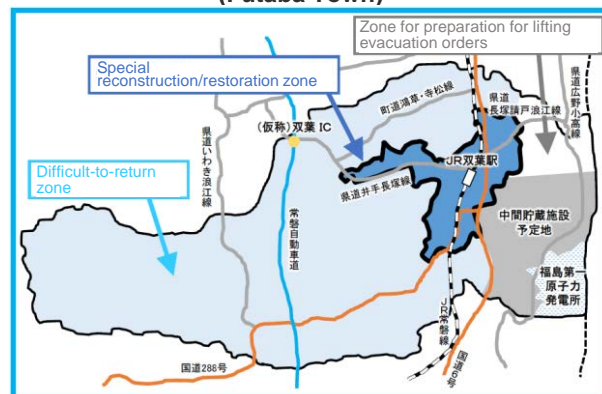 (Futaba Town)
Zone for preparation for lifting
evacuation orders
Special
reconstruction/restoration zone
Difficult-to-return
zone
(仮称)双葉 IC
町道鴻草・寺松線
県道
長塚請戸浪江線
県道広野小高線
県道いわき浪江線
JR双葉駅
県道井手長塚線
常磐自動車道
中間貯蔵施設
予定地
福島第一
原子力
発電所
JR常磐線
国道6号
国道288号